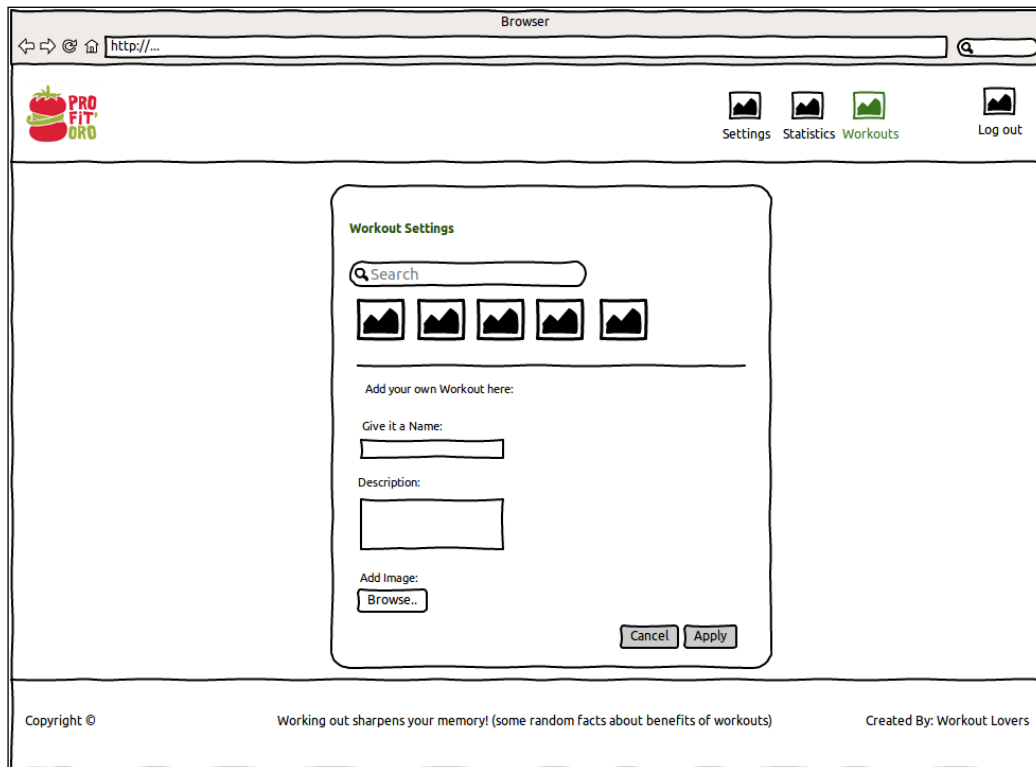 Browser
http://...
PRO
FIT'
ORO
Settings Statistics Workouts Log out
Workout Settings
Search
Add your own Workout here:
Give it a Name:
Description:
Add Image:
Browse..
Cancel Apply
Copyright © Working out sharpens your memory! (some random facts about benefits of workouts) Created By: Workout Lovers